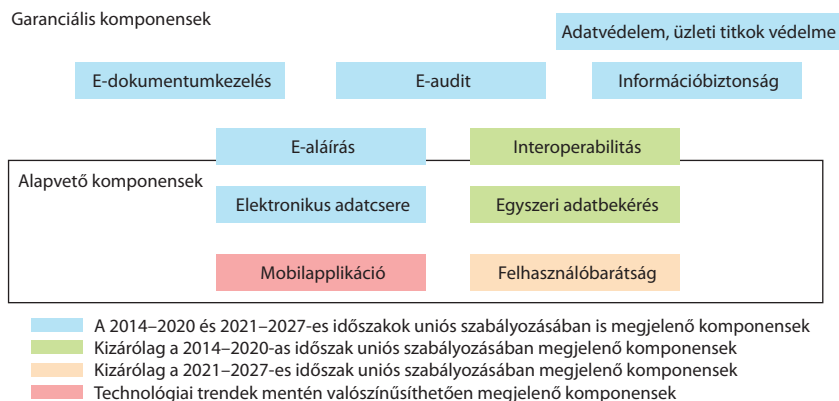 Garanciális komponensek
Adatvédelem, üzleti titkok védelme
E-dokumentumkezelés
E-audit
Információbiztonság
E-aláírás
Interoperabilitás
Alapvető komponensek
Elektronikus adatcsere
Egyszeri adatbekérés
Mobilapplikáció
Felhasználóbarátság
A 2014–2020 és 2021–2027-es időszakok uniós szabályozásában is megjelenő komponensek
Kizárólag a 2014–2020-as időszak uniós szabályozásában megjelenő komponensek
Kizárólag a 2021–2027-es időszak uniós szabályozásában megjelenő komponensek
Technológiai trendek mentén valószínűsíthetően megjelenő komponensek